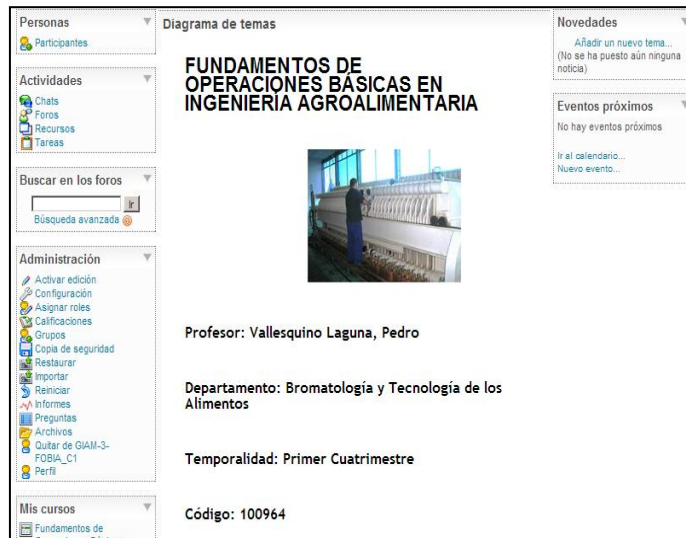 Personas
Participantes
Actividades
Chats
Foros
Recursos
Tareas
Buscar en los foros
Ir
Búsqueda avanzada
Administración
Activar edición
Configuración
Asignar roles
Calificaciones
Grupos
Copia de seguridad
Restaurar
Importar
Reiniciar
Informes
Preguntas
Archivos
Quitar de GIAM-3-
FOBIA_C1
Perfil
Mis cursos
Fundamentos de
Diagrama de temas
FUNDAMENTOS DE
OPERACIONES BÁSICAS EN
INGENIERÍA AGROALIMENTARIA
Profesor: Vallesquino Laguna, Pedro
Departamento: Bromatología y Tecnología de los
Alimentos
Temporalidad: Primer Cuatrimestre
Código: 100964
Novedades
Añadir un nuevo tema...
(No se ha puesto aún ninguna
noticia)
Eventos próximos
No hay eventos próximos
Ir al calendario...
Nuevo evento...